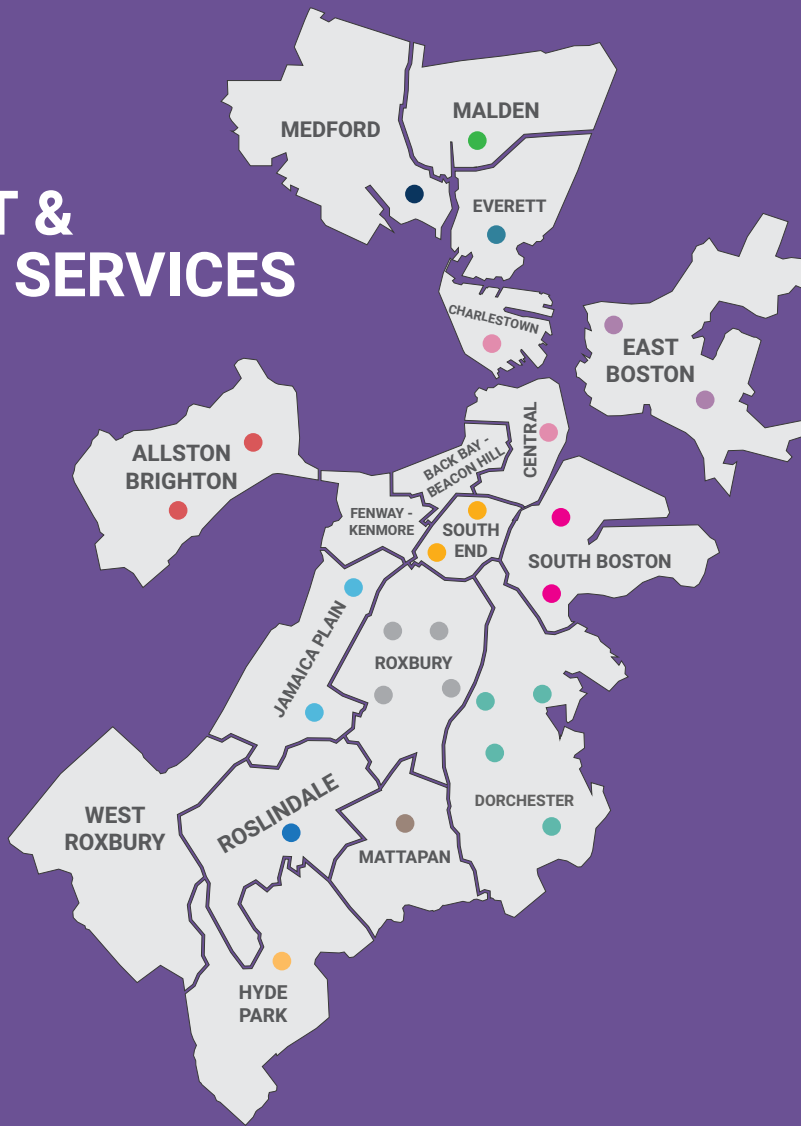 T &
SERVICES
MEDFORD
MALDEN
EVERETT
CHARLESTOWN
EAST
BOSTON
ALLSTON
BRIGHTON
BACK BAY -
BEACON HILL
CENTRAL
FENWAY -
KENMORE
SOUTH
END
SOUTH BOSTON
JAMAICA PLAIN
ROXBURY
DORCHESTER
WEST
ROXBURY
ROSLINDALE
MATTAPAN
HYDE
PARK